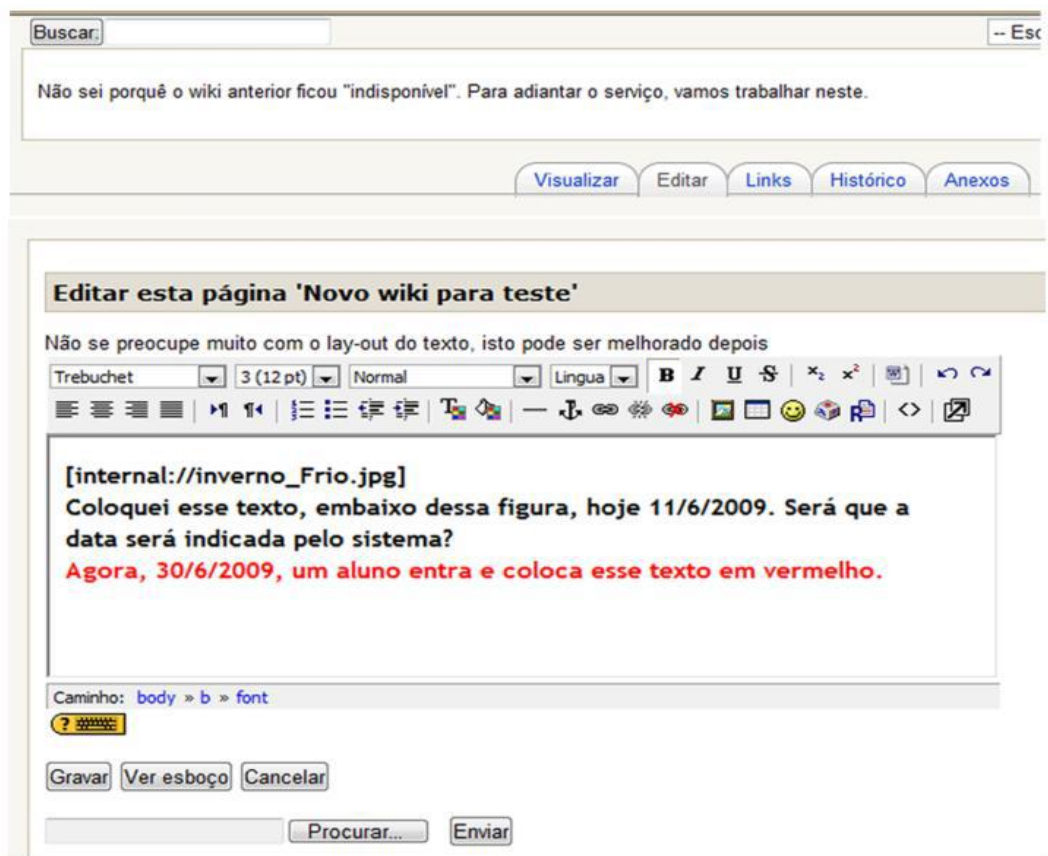 Buscar:
-- Esc
Não sei porquê o wiki anterior ficou "indisponível". Para adiantar o serviço, vamos trabalhar neste.
Visualizar Editar Links Histórico Anexos
Editar esta página 'Novo wiki para teste'
Não se preocupe muito com o lay-out do texto, isto pode ser melhorado depois
Trebuchet 3 (12 pt) Normal Lingua B I U S x₂ x²
[internal://inverno_Frio.jpg]
Coloquei esse texto, embaixo dessa figura, hoje 11/6/2009. Será que a
data será indicada pelo sistema?
Agora, 30/6/2009, um aluno entra e coloca esse texto em vermelho.
Caminho: body » b » font
?
Gravar Ver esboço Cancelar
Procurar... Enviar